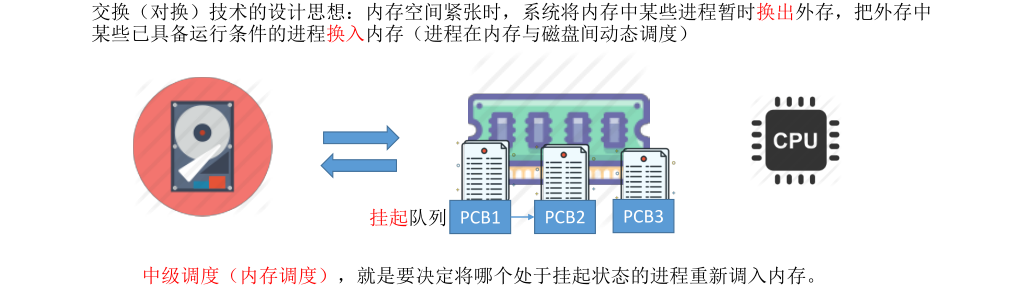 交换（对换）技术的设计思想：内存空间紧张时，系统将内存中某些进程暂时换出外存，把外存中
某些已具备运行条件的进程换入内存（进程在内存与磁盘间动态调度）
CPU
挂起队列 PCB1 PCB2 PCB3
中级调度（内存调度），就是要决定将哪个处于挂起状态的进程重新调入内存。